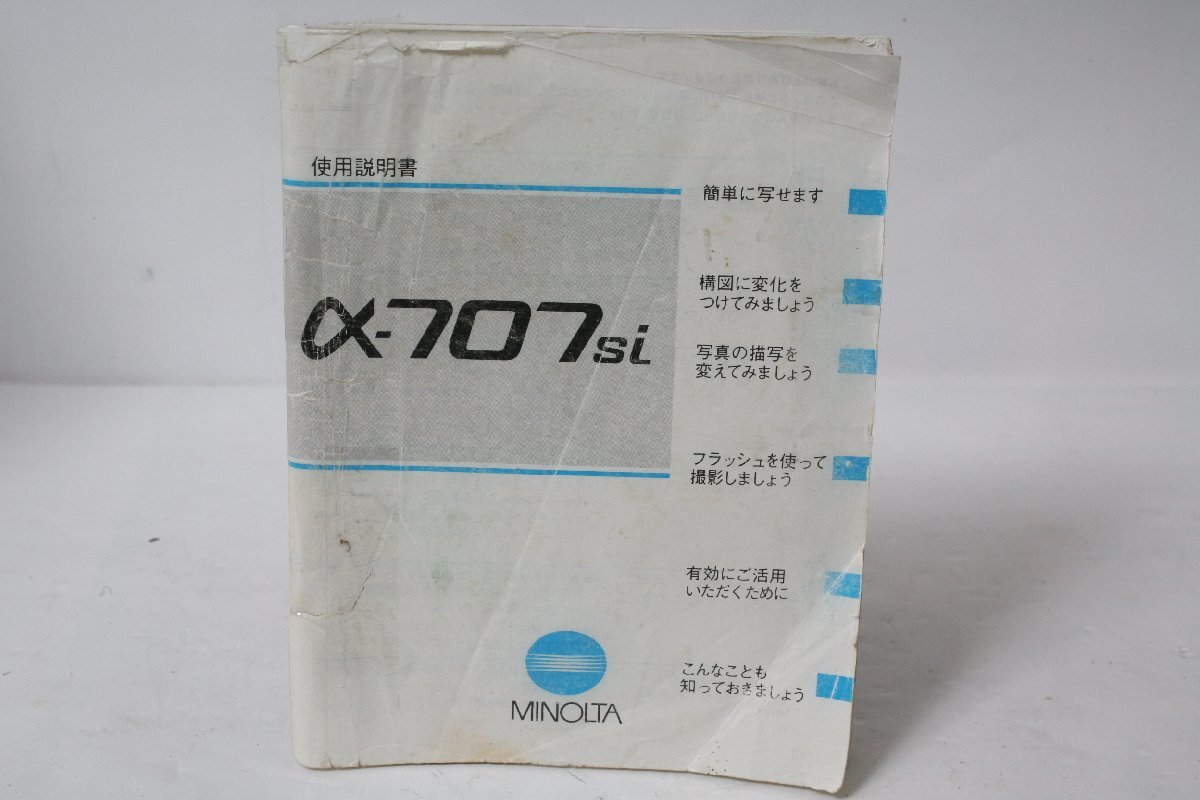 使用説明書
α-707si
簡単に写せます
構図に変化を
つけてみましょう
写真の描写を
変えてみましょう
フラッシュを使って
撮影しましょう
有効にご活用
いただくために
こんなことも
知っておきましょう
MINOLTA